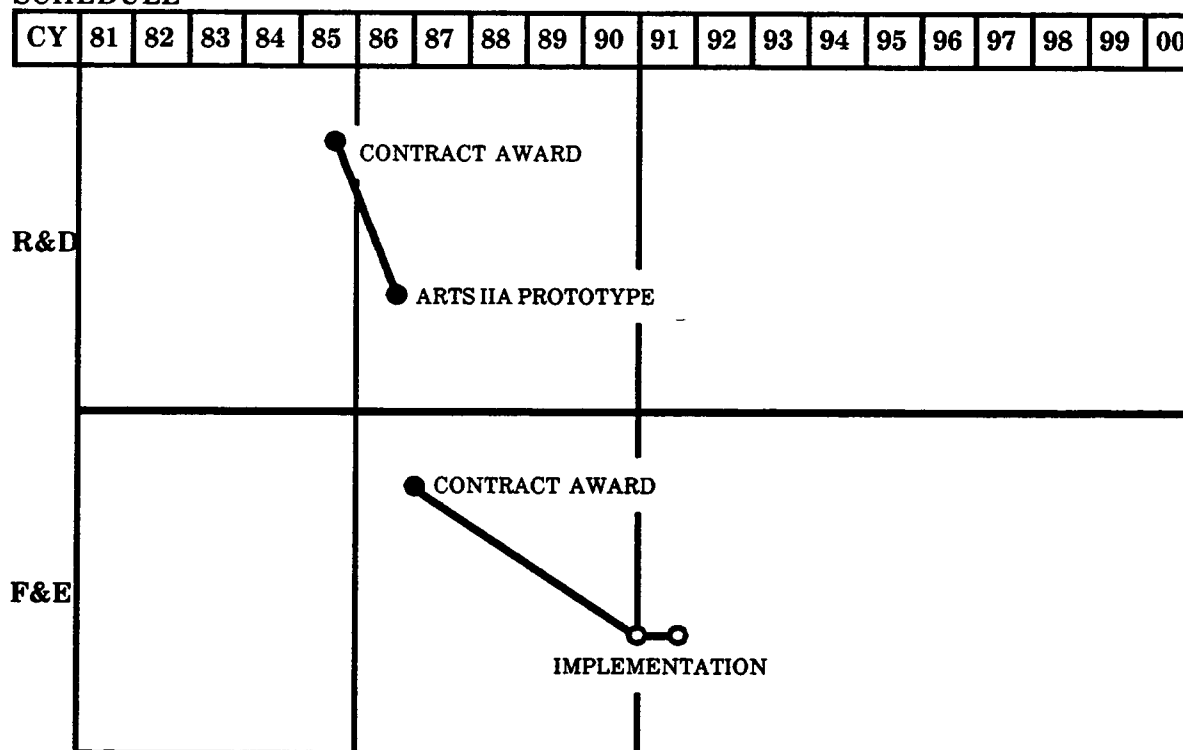 SCHEDULE
CY 81 82 83 84 85 86 87 88 89 90 91 92 93 94 95 96 97 98 99 00
CONTRACT AWARD
R&D
ARTS IIA PROTOTYPE
CONTRACT AWARD
F&E
IMPLEMENTATION